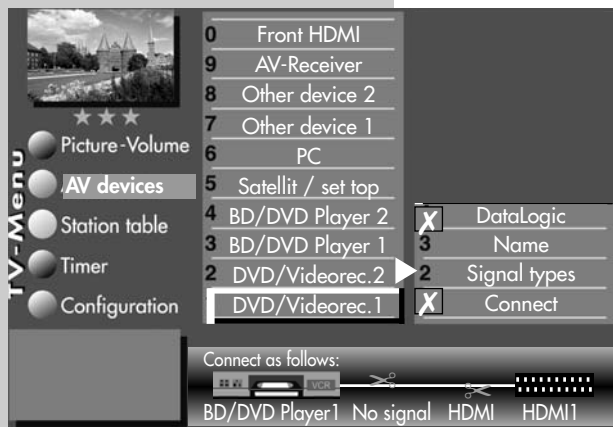 TV-Menu
Picture-Volume
AV devices
Station table
Timer
Configuration
0 Front HDMI
9 AV-Receiver
8 Other device 2
7 Other device 1
6 PC
5 Satellit / set top
4 BD/DVD Player 2
3 BD/DVD Player 1
2 DVD/Videorec.2
DVD/Videorec.1
X DataLogic
3 Name
2 Signal types
X Connect
Connect as follows:
VCR
BD/DVD Player1 No signal HDMI HDMI1